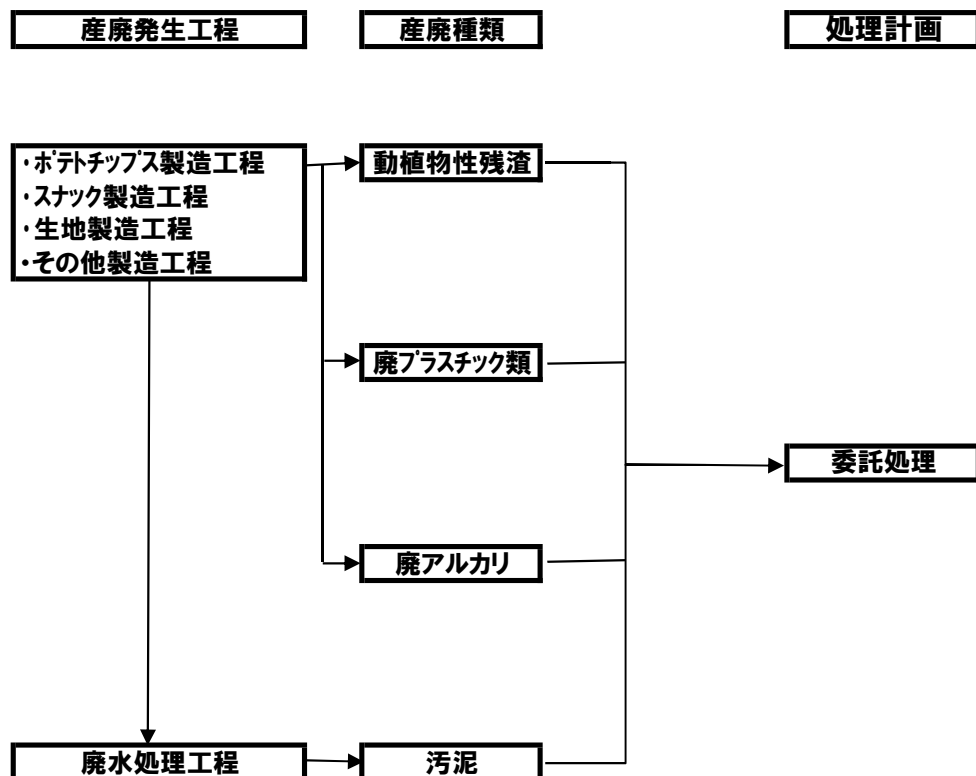 産廃発生工程
産廃種類
処理計画
・ポテトチップス製造工程
・スナック製造工程
・生地製造工程
・その他製造工程
動植物性残渣
廃プラスチック類
委託処理
廃アルカリ
廃水処理工程
汚泥